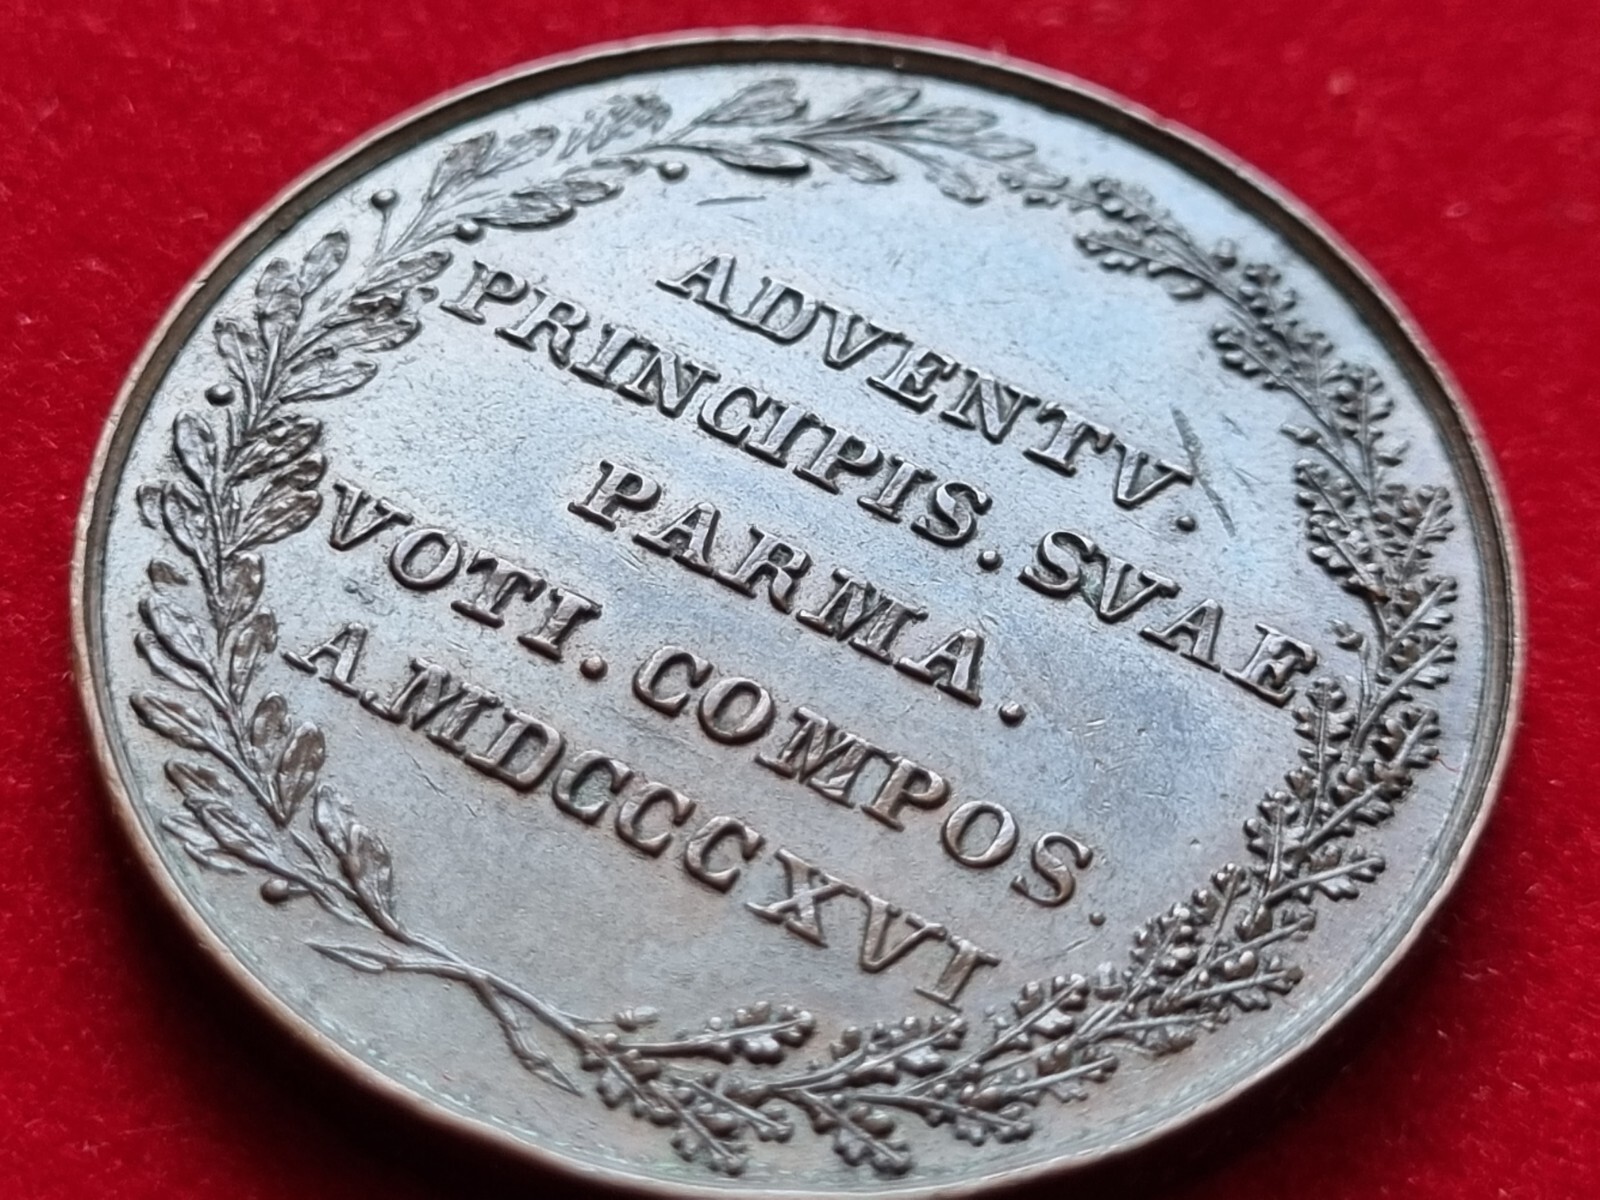 ADVENTV.
PRINCIPIS. SVAE
PARMA.
VOTI. COMPOS.
A.MDCCCXVI